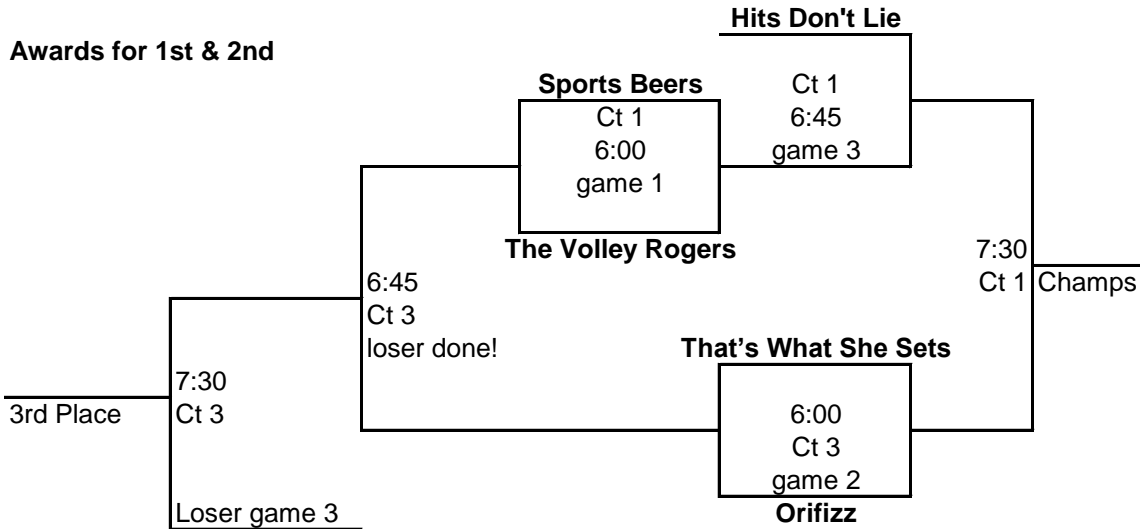 Hits Don't Lie
Awards for 1st & 2nd
Sports Beers
Ct 1
6:00
game 1
The Volley Rogers
Ct 1
6:45
game 3
7:30
Ct 1
Champs
6:45
Ct 3
loser done!
That’s What She Sets
6:00
Ct 3
game 2
Orifizz
7:30
Ct 3
3rd Place
Loser game 3